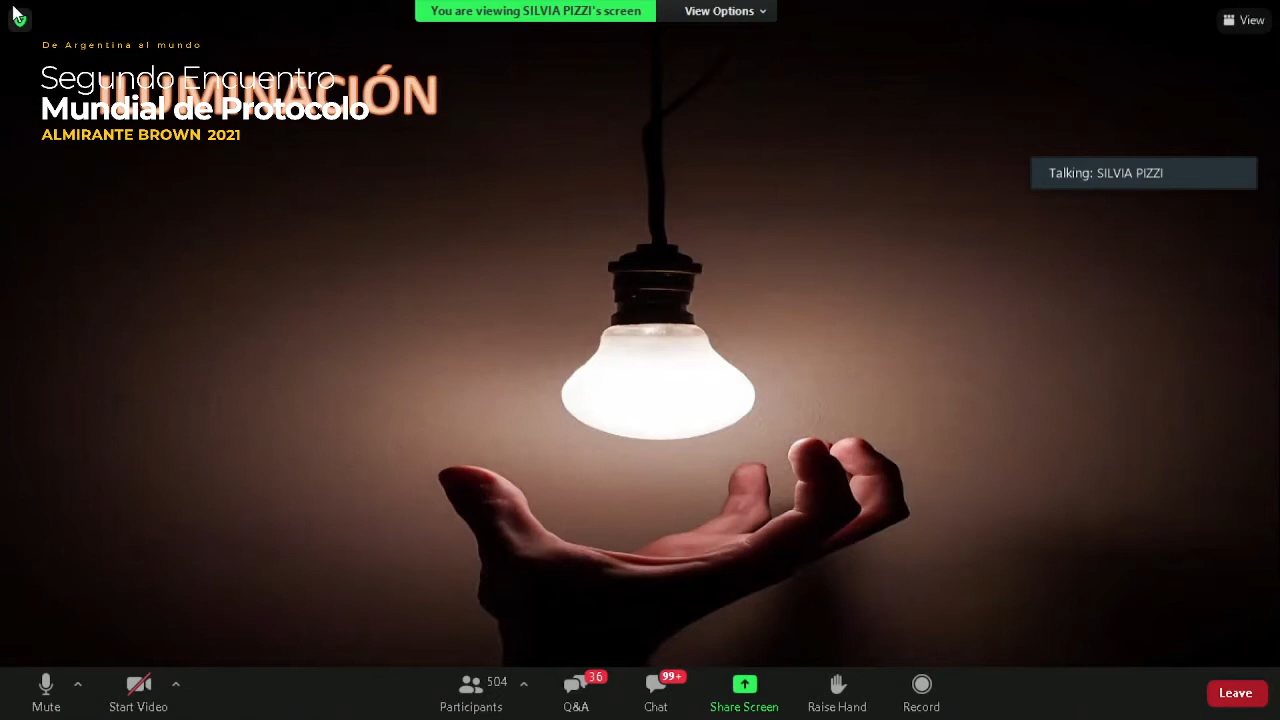 You are viewing SILVIA PIZZI's screen
View Options
View
De Argentina al mundo
Segundo Encuentro
ILUMINACIÓN
Mundial de Protocolo
ALMIRANTE BROWN 2021
Talking: SILVIA PIZZI
504
36
99+
Mute
Start Video
Participants
Q&A
Chat
Share Screen
Raise Hand
Record
Leave